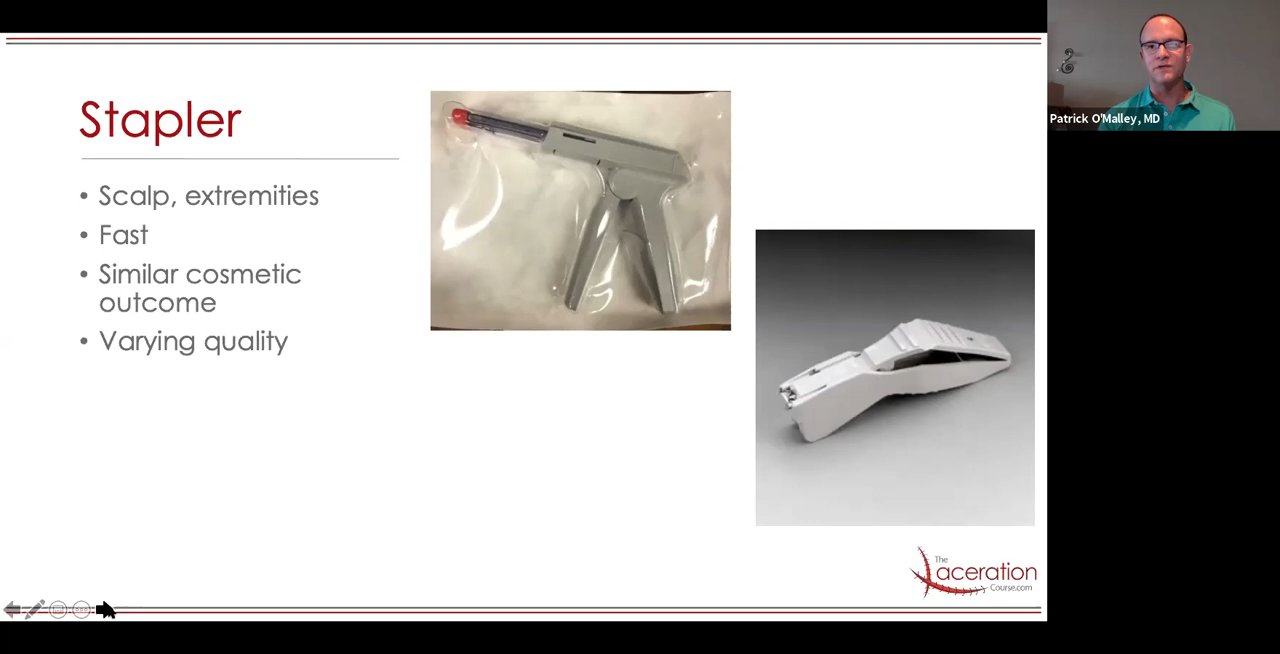 Stapler
• Scalp, extremities
• Fast
• Similar cosmetic
outcome
• Varying quality
Patrick O'Malley, MD
The
Laceration
Course.com